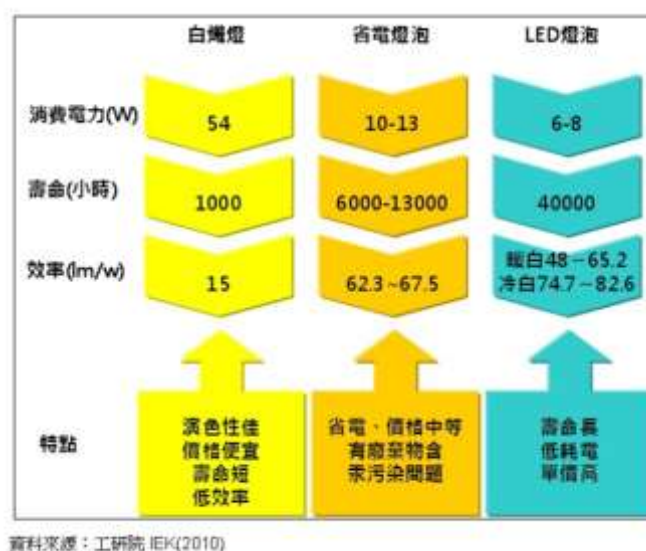 白熾燈 省電燈泡 LED燈泡
消費電力(W) 54 10-13 6-8
壽命(小時) 1000 6000-13000 40000
效率(lm/w) 15 62.3~67.5 暖白48~65.2
冷白74.7~82.6
特點
演色性佳
價格便宜
壽命短
低效率
省電、價格中等
有廢棄物含
汞污染問題
壽命長
低耗電
單價高
資料來源：工研院 IEK(2010)